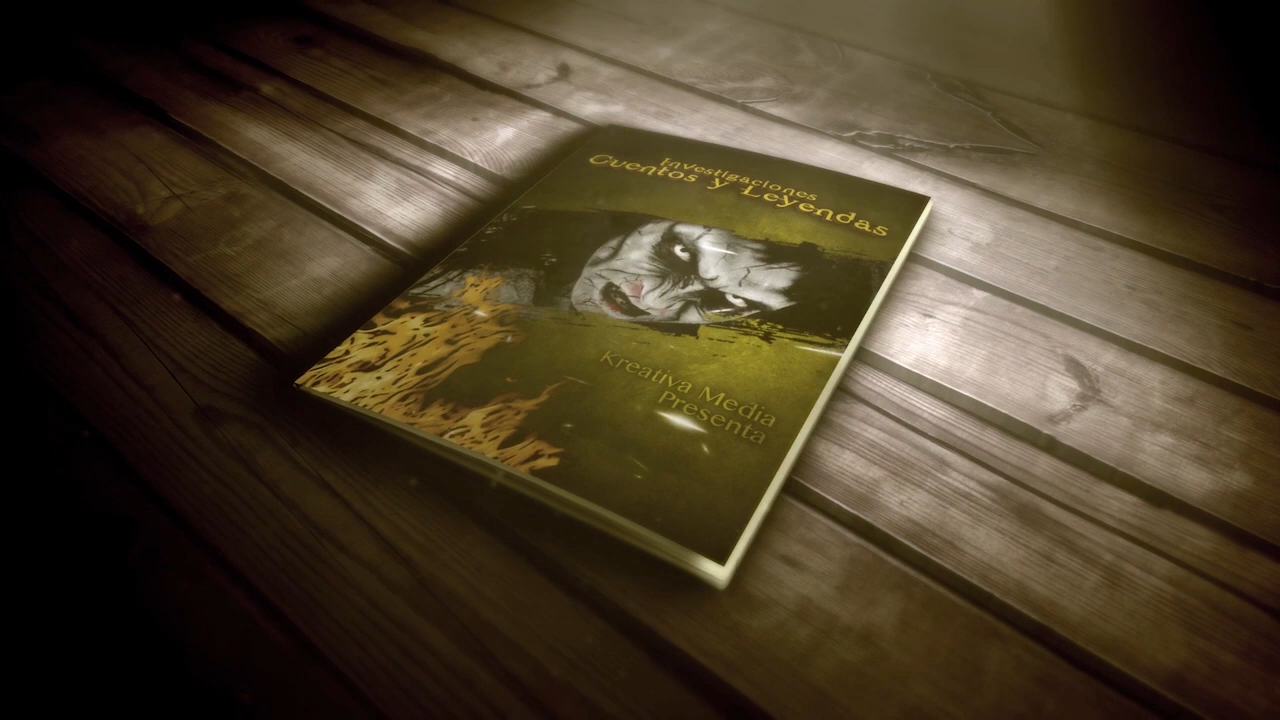 Investigaciones
Cuentos y Leyendas
Kreativa Media
Presenta